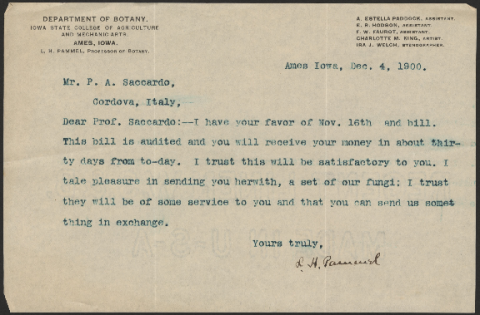 DEPARTMENT OF BOTANY,
IOWA STATE COLLEGE OF AGRICULTURE
AND MECHANIC ARTS.
AMES, IOWA.
L. H. PAMMEL, PROFESSOR OF BOTANY.
A. ESTELLA PADDOCK, ASSISTANT.
E. R. HODSON, ASSISTANT.
F. W. FAUROT, ASSISTANT.
CHARLOTTE M. KING, ARTIST.
IRA J. WELCH, STENOGRAPHER.
Ames Iowa, Dec. 4, 1900.
Mr. P. A. Saccardo,
Cordova, Italy,
Dear Prof. Saccardo:--I have your favor of Nov. 16th and bill.
This bill is audited and you will receive your money in about thir-
ty days from to-day. I trust this will be satisfactory to you. I
tale pleasure in sending you herwith, a set of our fungi; I trust
they will be of some service to you and that you can send us somet
thing in exchange.
Yours truly,
L. H. Pammel